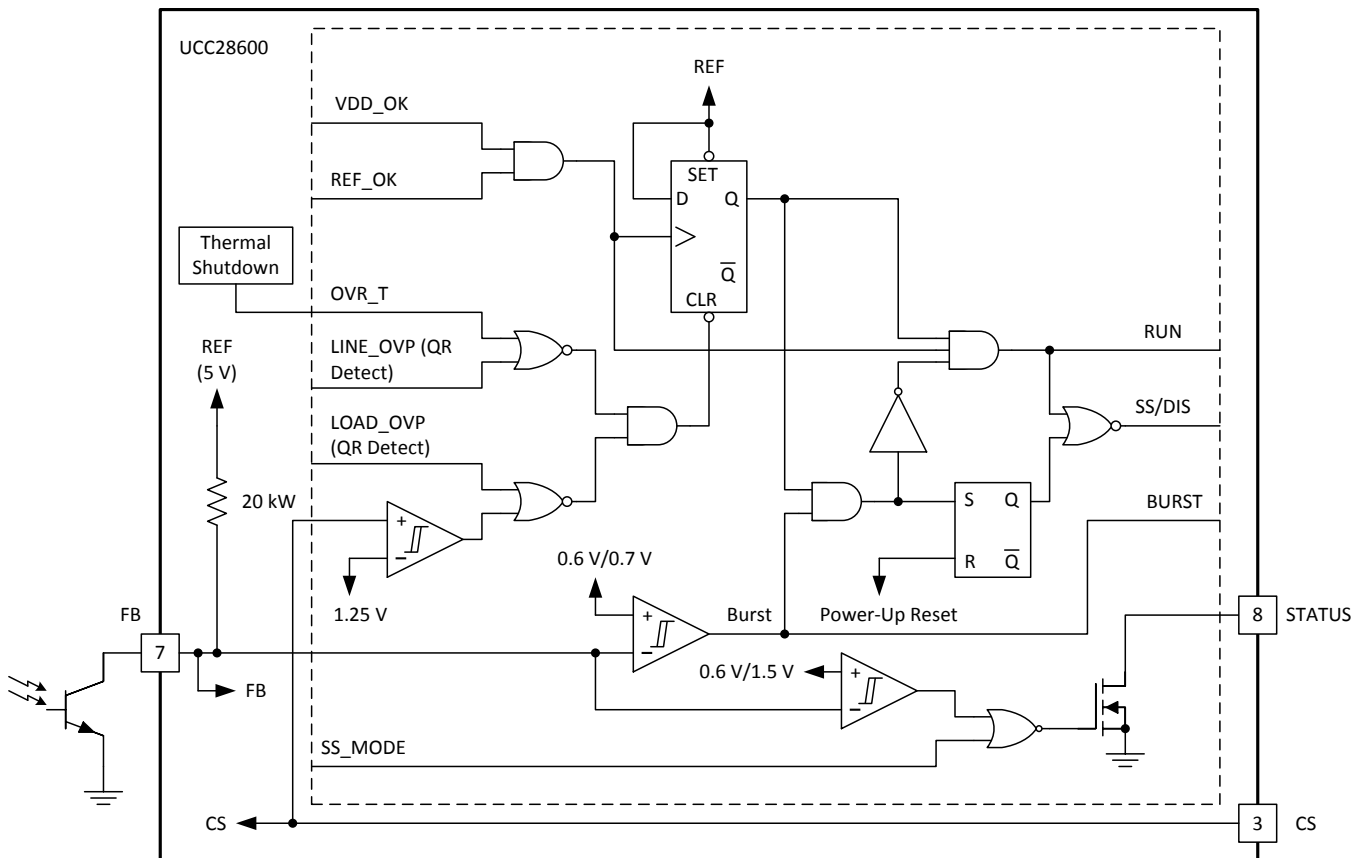 UCC28600
REF
VDD_OK
REF_OK
SET
D
Q
Q
CLR
Thermal
Shutdown
OVR_T
REF
(5 V)
LINE_OVP (QR
Detect)
RUN
LOAD_OVP
(QR Detect)
SS/DIS
20 kW
+
−
S
Q
R
Q
BURST
1.25 V
0.6 V/0.7 V
+
−
Burst
Power-Up Reset
FB
7
FB
8
STATUS
0.6 V/1.5 V
+
−
SS_MODE
CS
3
CS